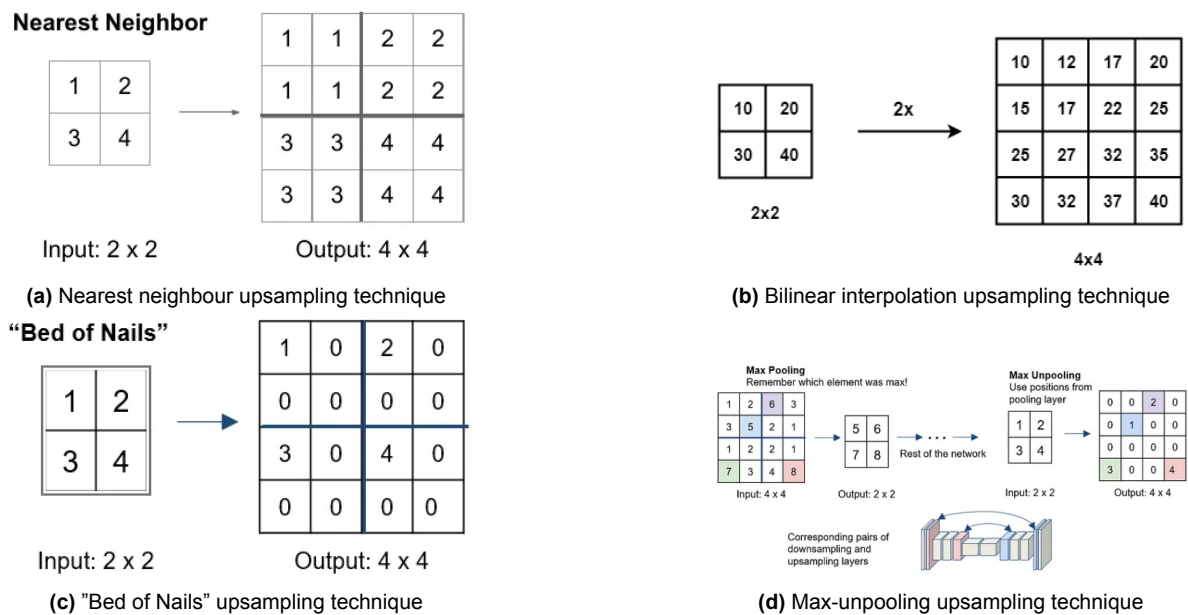 Nearest Neighbor
1 2
3 4
1 1 2 2
1 1 2 2
3 3 4 4
3 3 4 4
Input: 2 x 2
Output: 4 x 4
(a) Nearest neighbour upsampling technique
10 20
30 40
2x2
2x
10 12 17 20
15 17 22 25
25 27 32 35
30 32 37 40
4x4
(b) Bilinear interpolation upsampling technique
“Bed of Nails”
1 2
3 4
1 0 2 0
0 0 0 0
3 0 4 0
0 0 0 0
Input: 2 x 2
Output: 4 x 4
(c) ”Bed of Nails” upsampling technique
Max Pooling
Remember which element was max!
1 2 6 3
3 5 2 1
1 2 2 1
7 3 4 8
Input: 4 x 4
5 6
7 8
Output: 2 x 2
...
Rest of the network
Max Unpooling
Use positions from
pooling layer
1 2
3 4
Input: 2 x 2
0 0 2 0
0 1 0 0
0 0 0 0
3 0 0 4
Output: 4 x 4
Corresponding pairs of
downsampling and
upsampling layers
(d) Max-unpooling upsampling technique